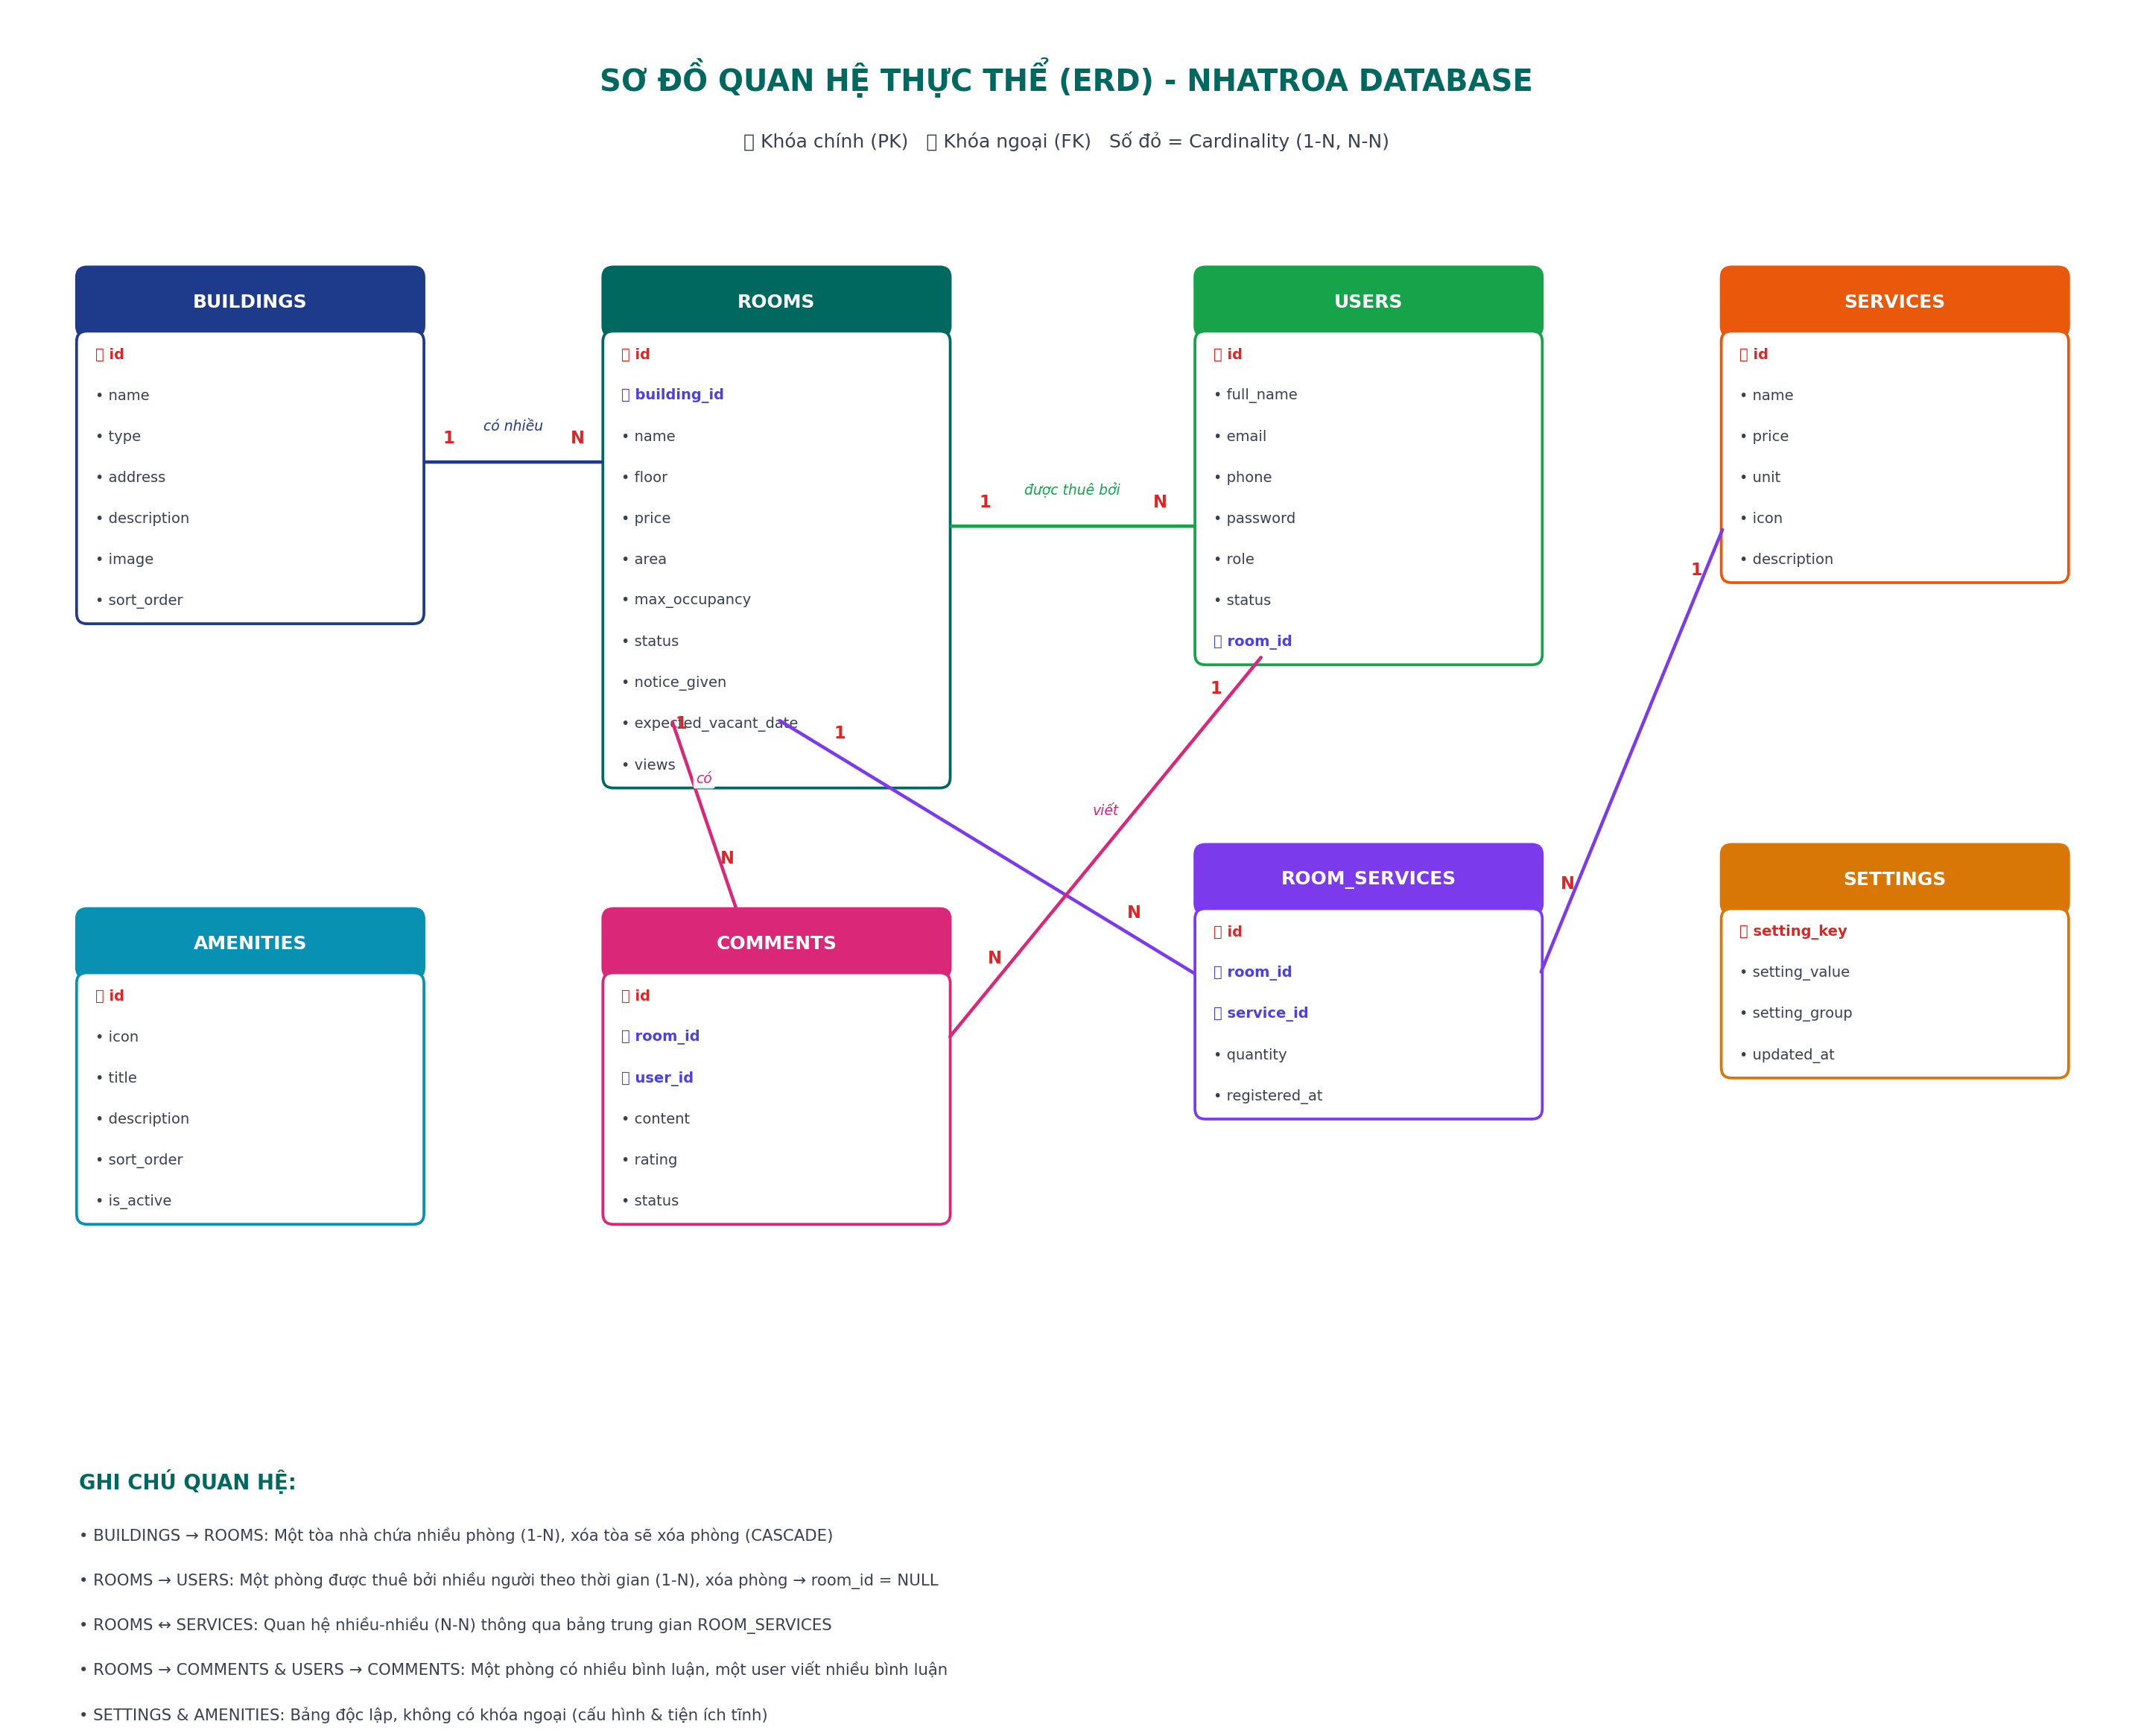 SƠ ĐỒ QUAN HỆ THỰC THỂ (ERD) - NHATROA DATABASE
▯ Khóa chính (PK) ▯ Khóa ngoại (FK) Số đỏ = Cardinality (1-N, N-N)
BUILDINGS
▯ id
• name
• type
• address
• description
• image
• sort_order
1
có nhiều
N
ROOMS
▯ id
▯ building_id
• name
• floor
• price
• area
• max_occupancy
• status
• notice_given
• expected_vacant_date
• views
1
được thuê bởi
N
USERS
▯ id
• full_name
• email
• phone
• password
• role
• status
▯ room_id
SERVICES
▯ id
• name
• price
• unit
• icon
• description
1
có
N
1
N
1
viết
N
1
N
AMENITIES
▯ id
• icon
• title
• description
• sort_order
• is_active
COMMENTS
▯ id
▯ room_id
▯ user_id
• content
• rating
• status
ROOM_SERVICES
▯ id
▯ room_id
▯ service_id
• quantity
• registered_at
SETTINGS
▯ setting_key
• setting_value
• setting_group
• updated_at
GHI CHÚ QUAN HỆ:
• BUILDINGS → ROOMS: Một tòa nhà chứa nhiều phòng (1-N), xóa tòa sẽ xóa phòng (CASCADE)
• ROOMS → USERS: Một phòng được thuê bởi nhiều người theo thời gian (1-N), xóa phòng → room_id = NULL
• ROOMS ↔ SERVICES: Quan hệ nhiều-nhiều (N-N) thông qua bảng trung gian ROOM_SERVICES
• ROOMS → COMMENTS & USERS → COMMENTS: Một phòng có nhiều bình luận, một user viết nhiều bình luận
• SETTINGS & AMENITIES: Bảng độc lập, không có khóa ngoại (cấu hình & tiện ích tĩnh)